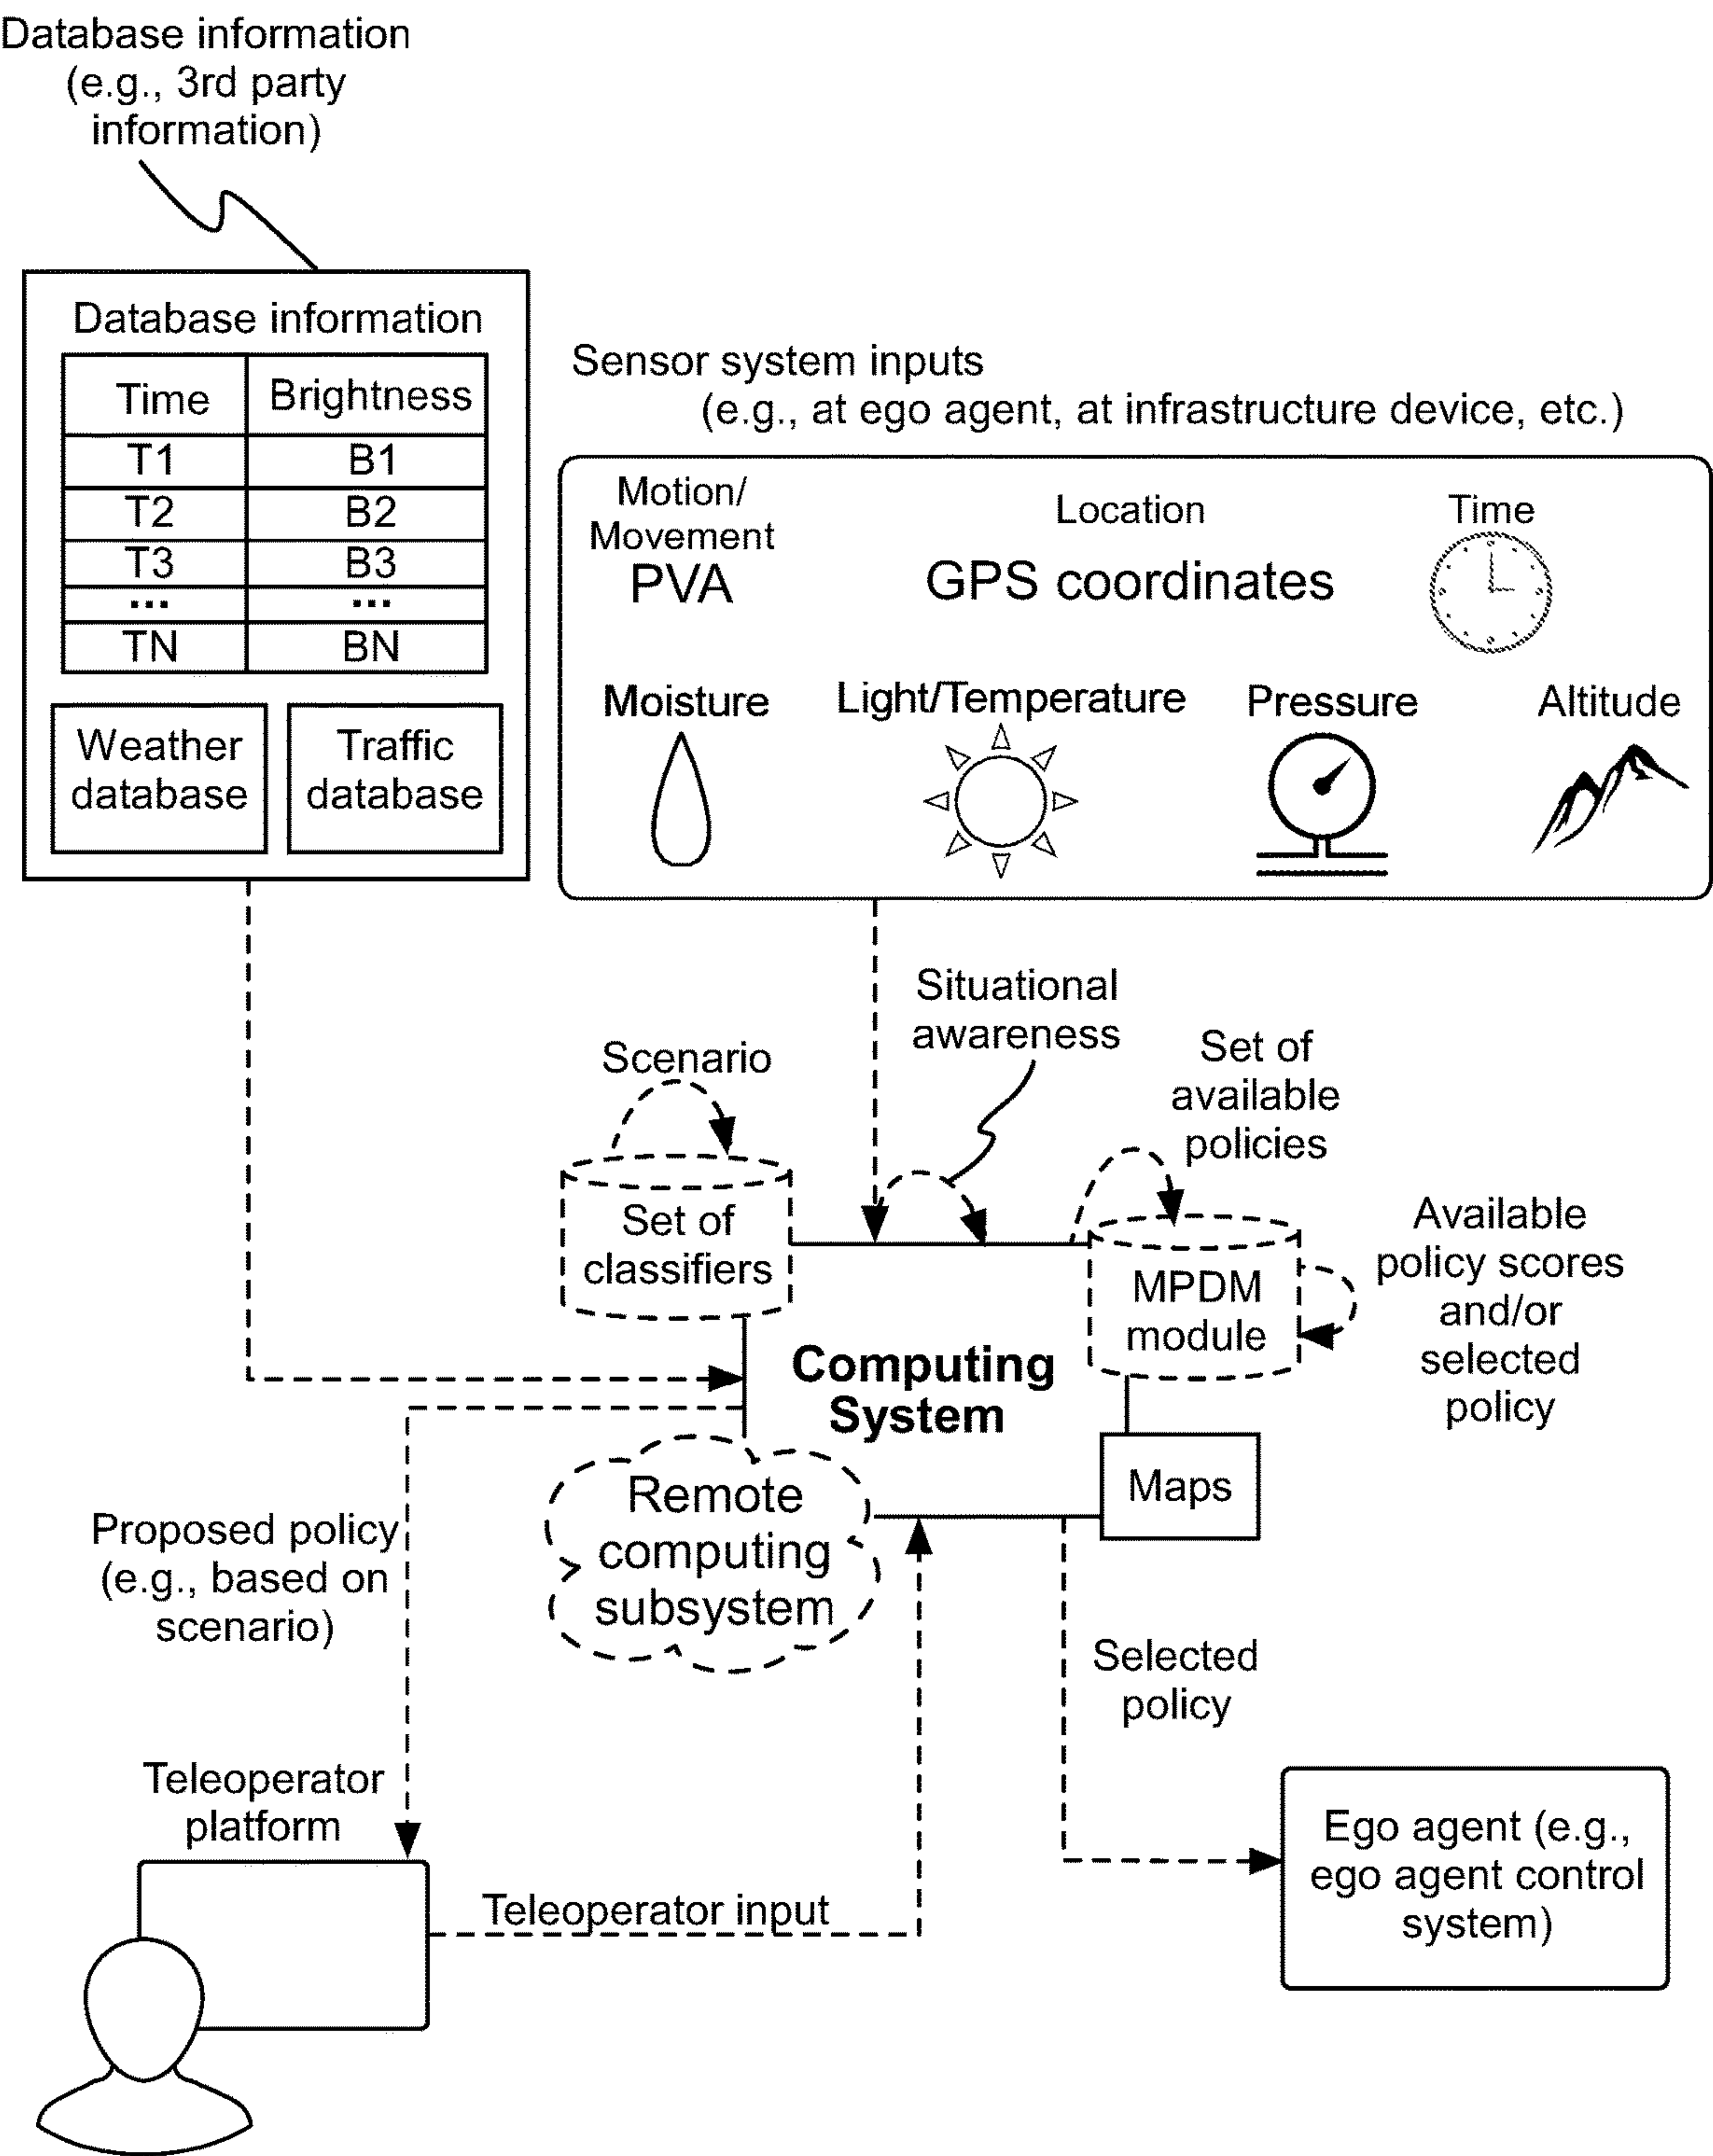 Database information
(e.g., 3rd party
information)
Database information
Time Brightness
T1 B1
T2 B2
T3 B3
... ...
TN BN
Weather
database
Traffic
database
Sensor system inputs
(e.g., at ego agent, at infrastructure device, etc.)
Motion/
Movement
PVA
Location
GPS coordinates
Time
Moisture
Light/Temperature
Pressure
Altitude
Situational
awareness
Scenario
Set of
available
policies
Set of
classifiers
MPDM
module
Available
policy scores
and/or
selected
policy
Computing
System
Maps
Remote
computing
subsystem
Proposed policy
(e.g., based on
scenario)
Selected
policy
Teleoperator
platform
Teleoperator input
Ego agent (e.g.,
ego agent control
system)